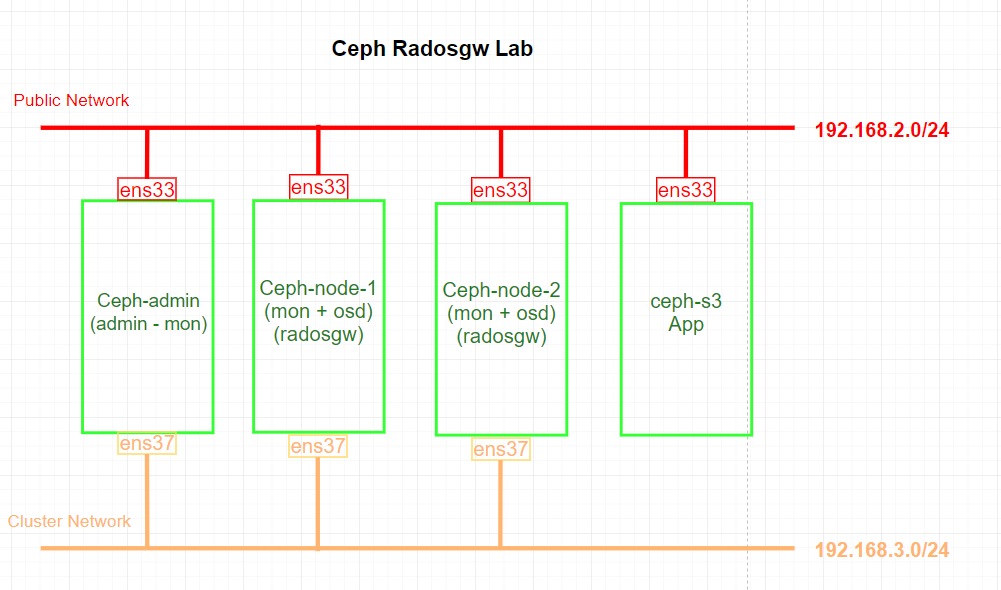 Ceph Radosgw Lab
Public Network
192.168.2.0/24
ens33
ens33
ens33
ens33
Ceph-admin
(admin - mon)
Ceph-node-1
(mon + osd)
(radosgw)
Ceph-node-2
(mon + osd)
(radosgw)
ceph-s3
App
ens37
ens37
ens37
Cluster Network
192.168.3.0/24